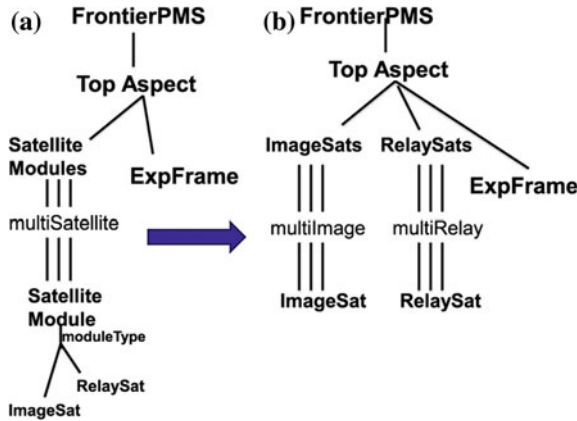 (a)
FrontierPMS
Top Aspect
Satellite
Modules
ExpFrame
multiSatellite
Satellite
Module
moduleType
RelaySat
ImageSat
(b)
FrontierPMS
Top Aspect
ImageSats
RelaySats
ExpFrame
multiImage
multiRelay
ImageSat
RelaySat